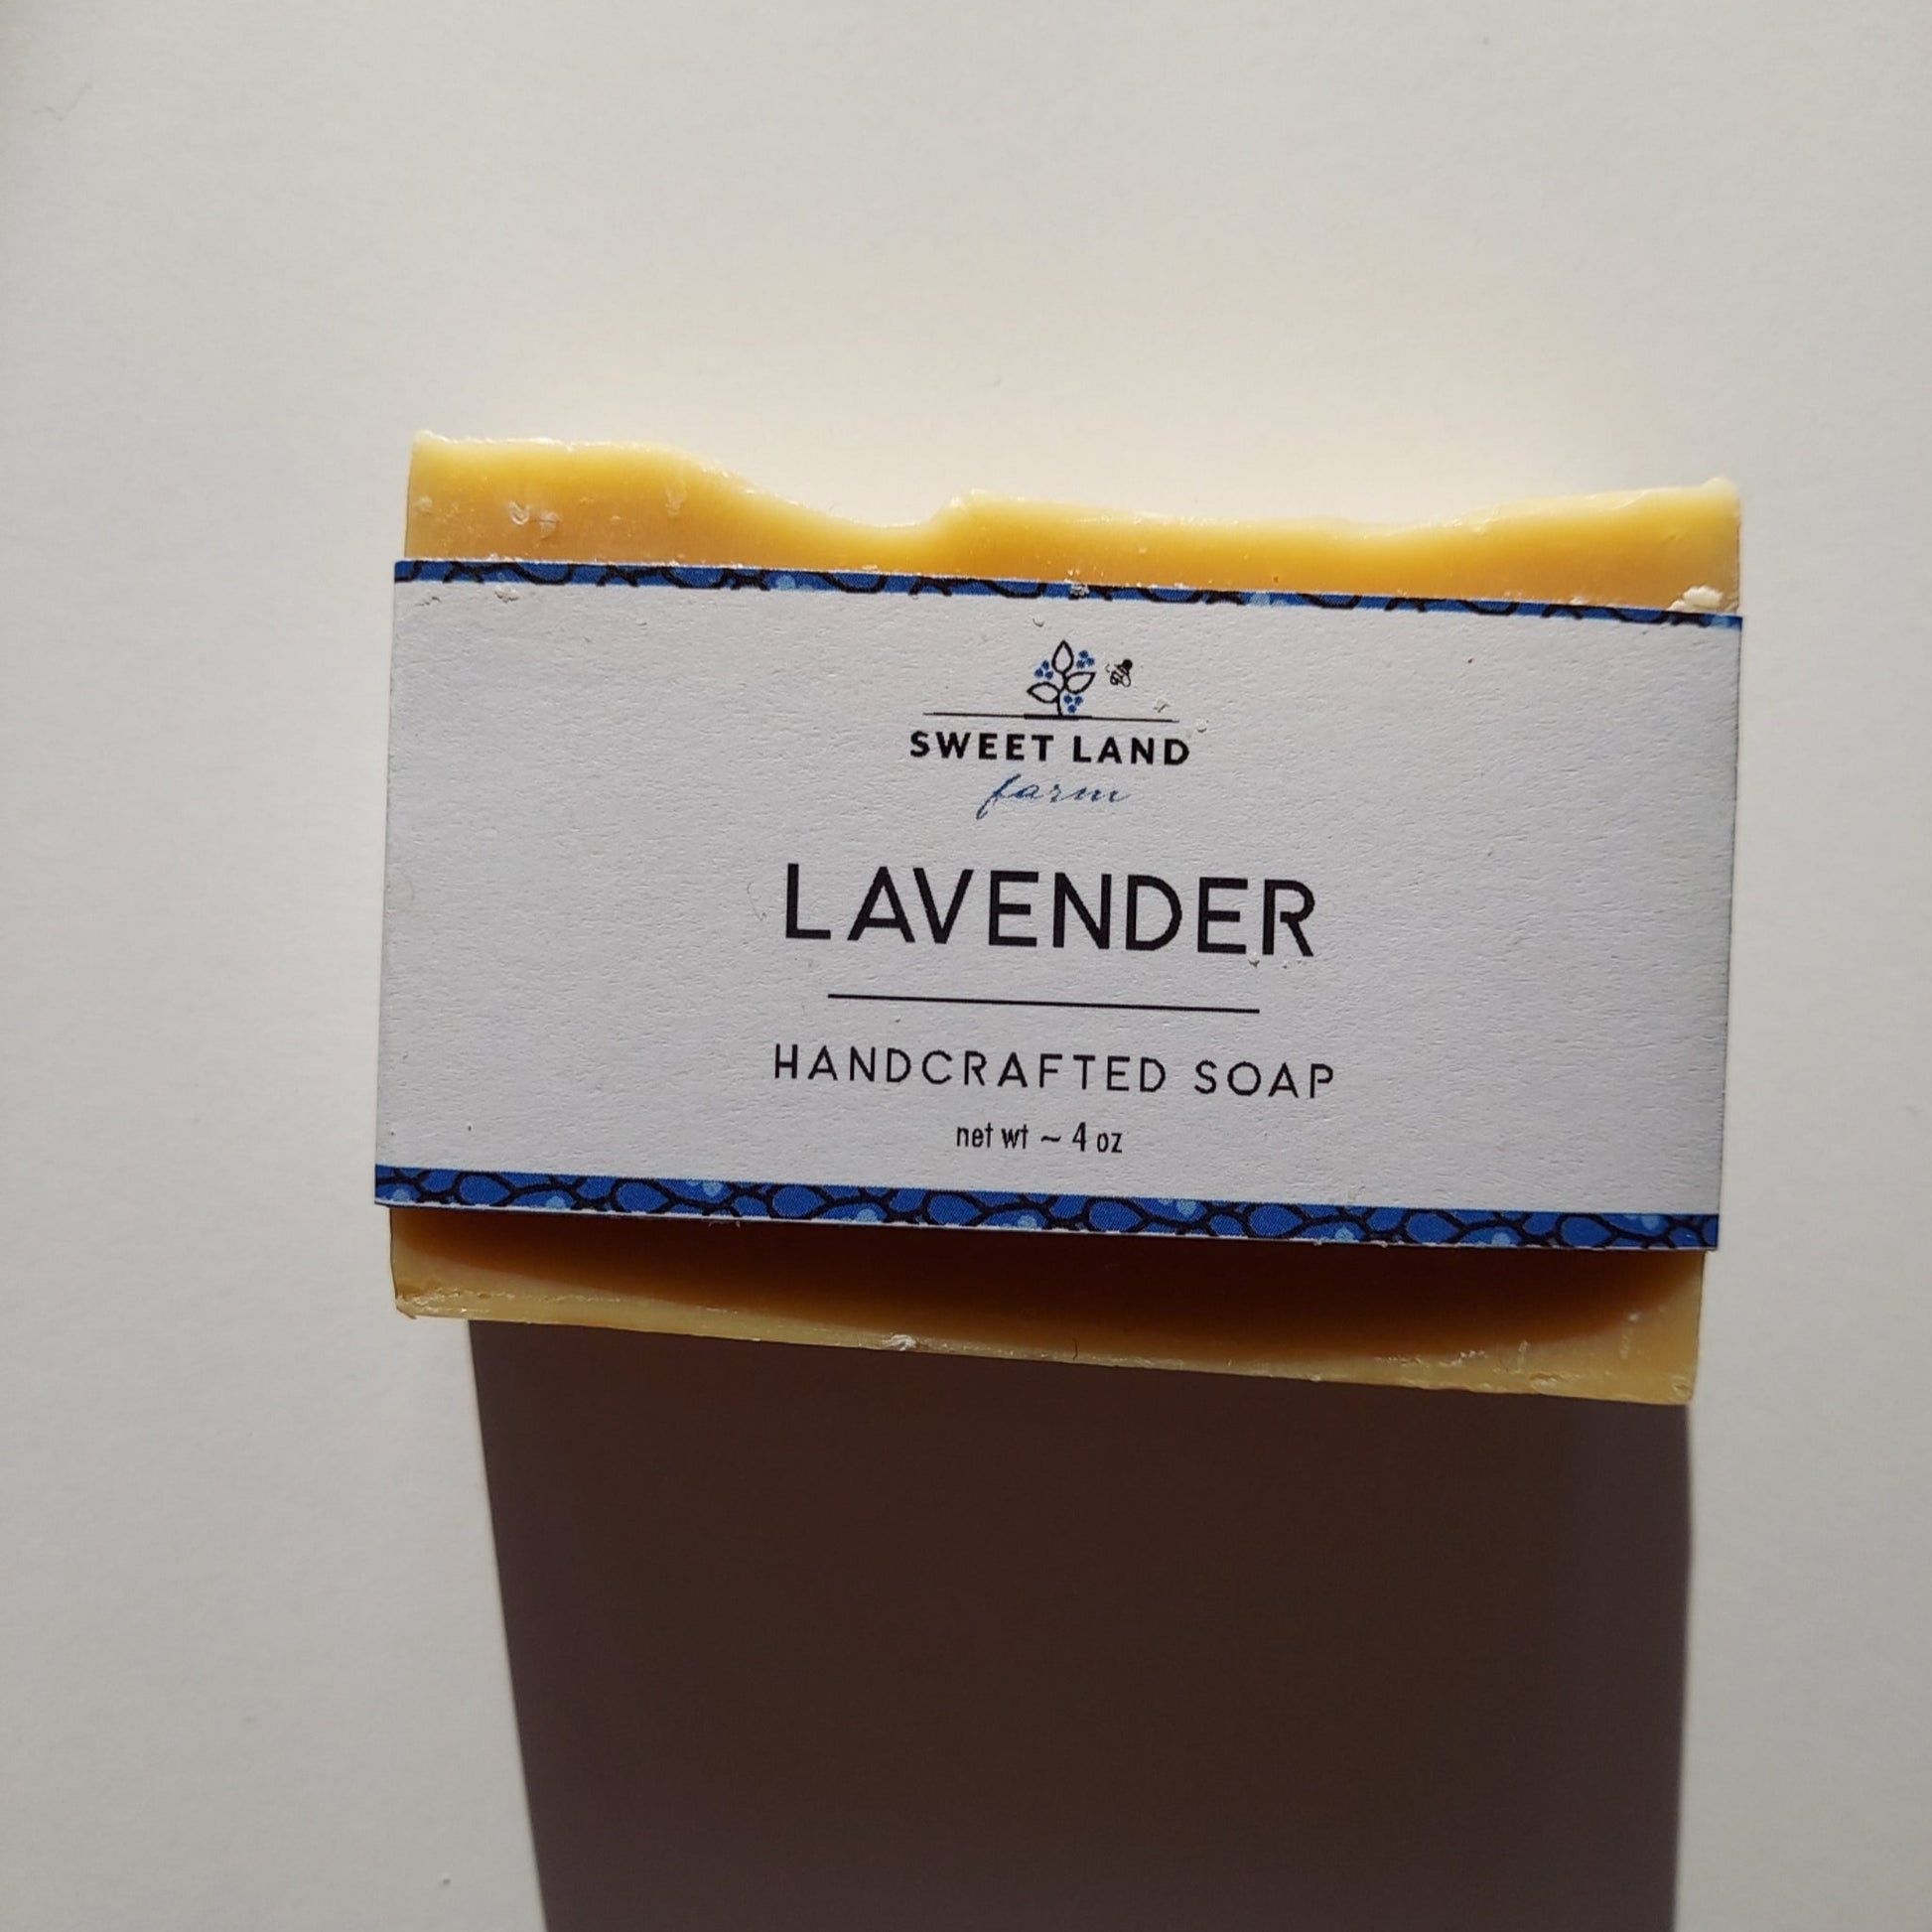 SWEET LAND
farm
LAVENDER
HANDCRAFTED SOAP
net wt ~ 4 oz